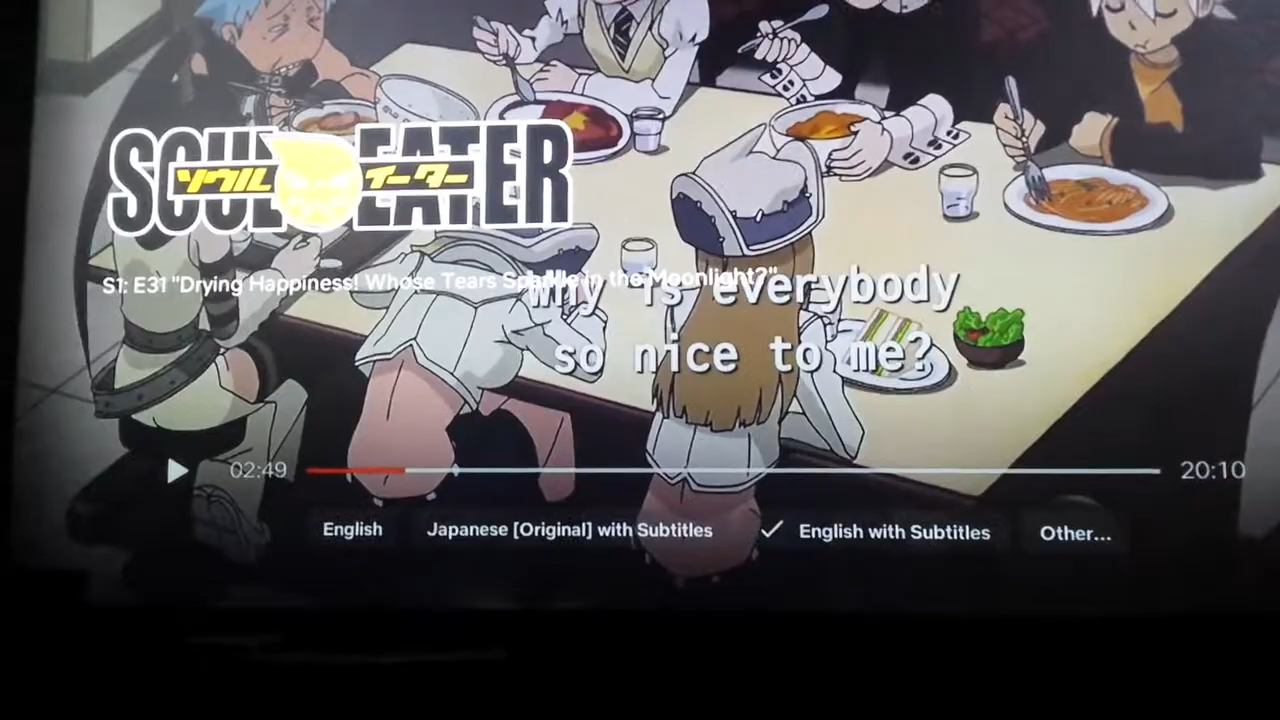 SOUL EATER
ソウル イーター
S1: E31 "Drying Happiness! Whose Tears Sparkle in the Moonlight?"
why is everybody
so nice to me?
02:49
20:10
English
Japanese [Original] with Subtitles
English with Subtitles
Other...